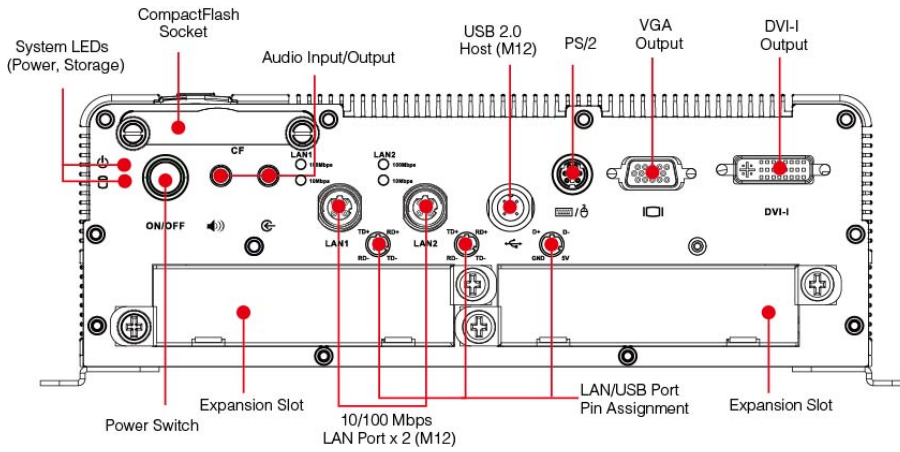 CompactFlash
Socket
System LEDs
(Power, Storage)
Audio Input/Output
USB 2.0
Host (M12)
PS/2
VGA
Output
DVI-I
Output
CF
LAN1
100Mbps
10Mbps
LAN2
100Mbps
10Mbps
ON/OFF
LAN1
TD+ RD+
RD- TD-
LAN2
TD+ RD+
RD- TD-
D+ D-
GND 5V
/
DVI-I
Expansion Slot
Power Switch
10/100 Mbps
LAN Port x 2 (M12)
LAN/USB Port
Pin Assignment
Expansion Slot